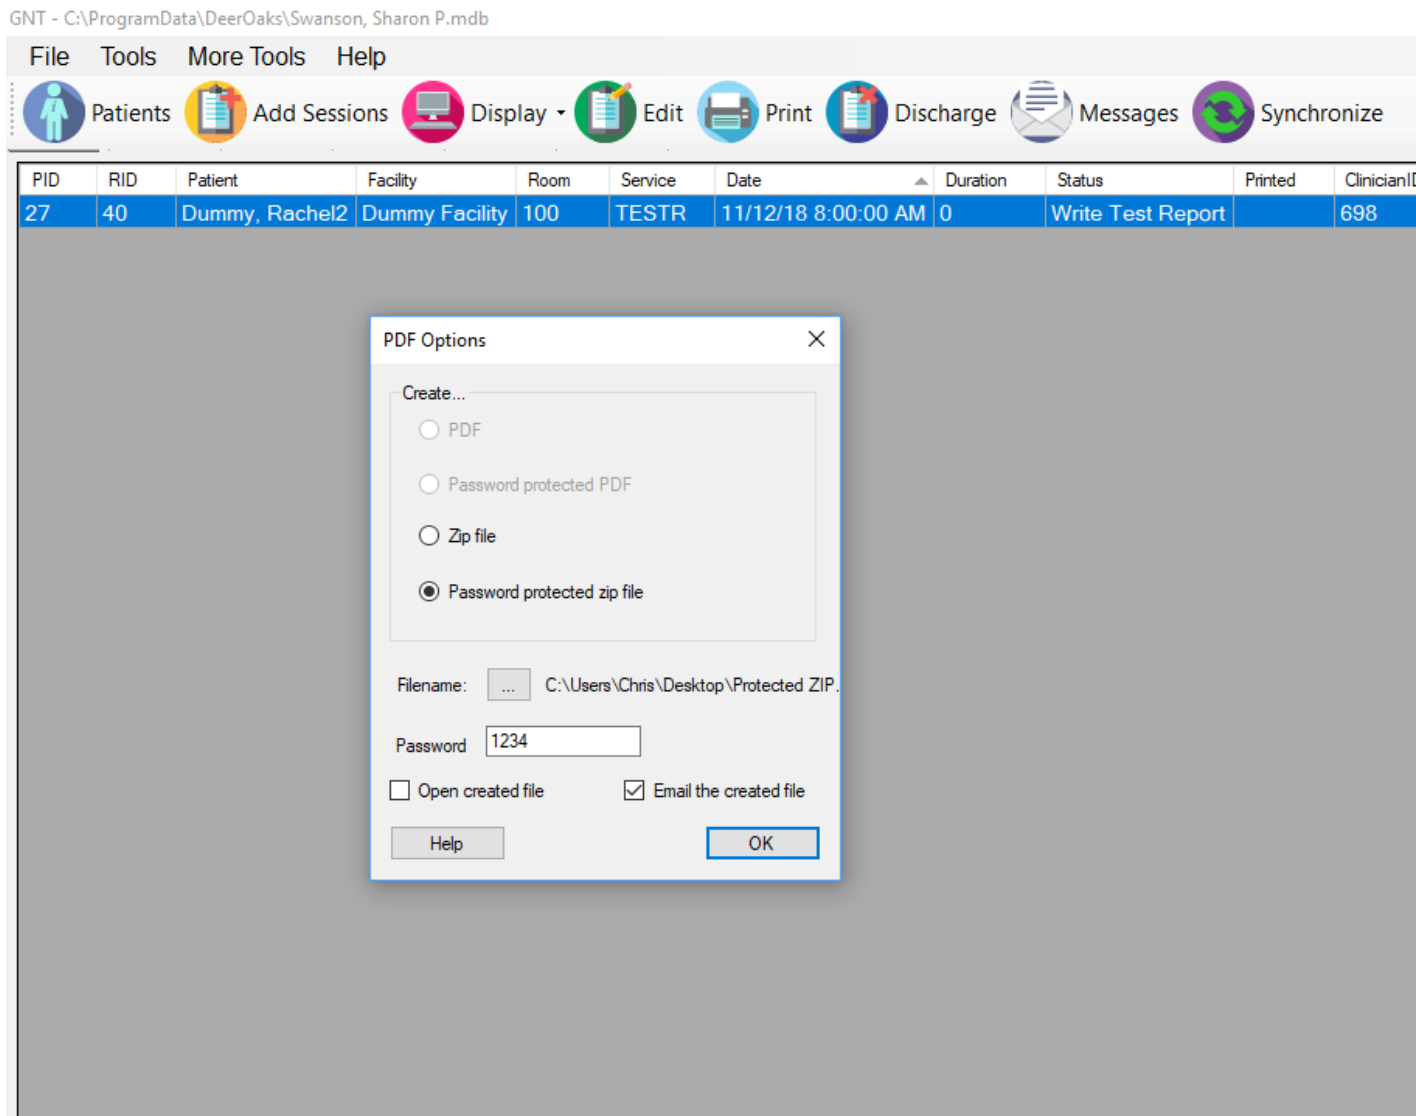 GNT - C:\ProgramData\DeerOaks\Swanson, Sharon P.mdb
File Tools More Tools Help
Patients Add Sessions Display Edit Print Discharge Messages Synchronize
PID RID Patient Facility Room Service Date Duration Status Printed ClinicianID
27 40 Dummy, Rachel2 Dummy Facility 100 TESTR 11/12/18 8:00:00 AM 0 Write Test Report 698
PDF Options
Create...
PDF
Password protected PDF
Zip file
Password protected zip file
Filename: ... C:\Users\Chris\Desktop\Protected ZIP.
Password 1234
Open created file Email the created file
Help OK